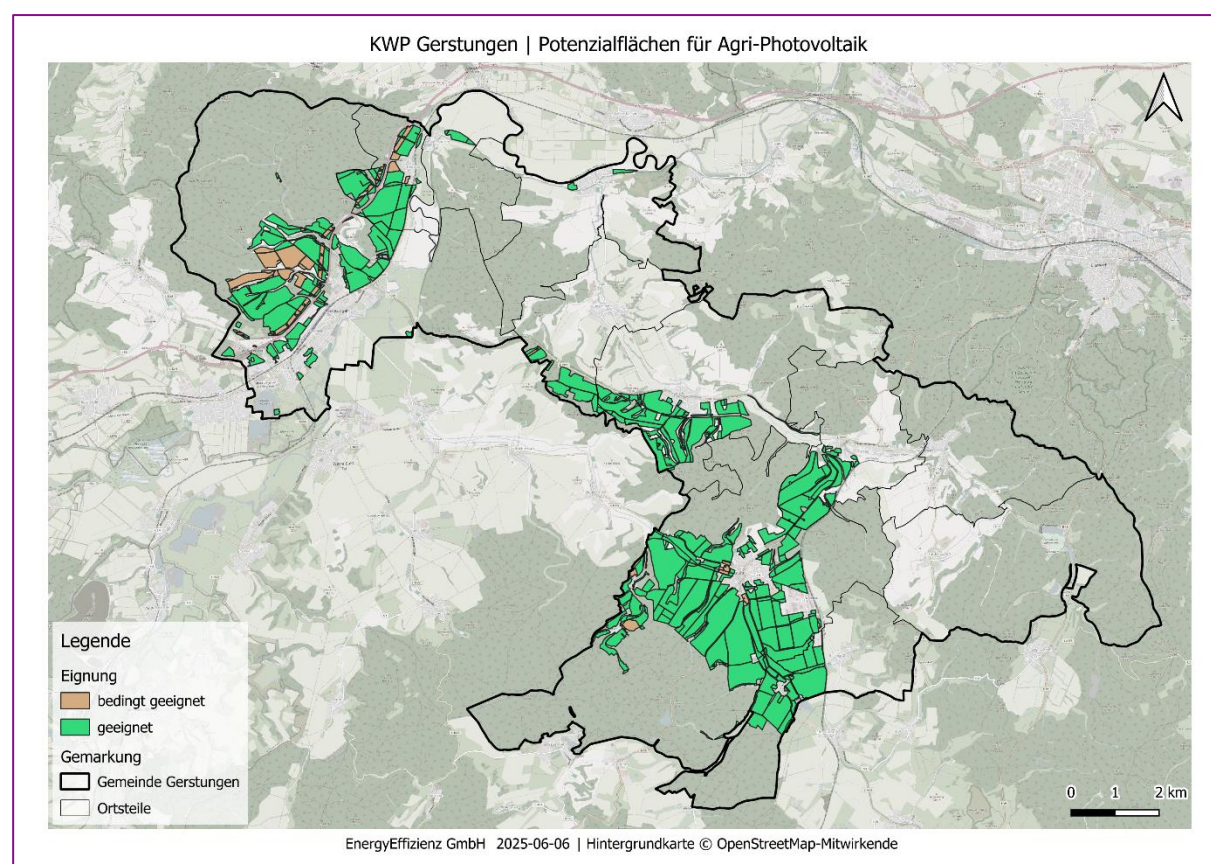 KWP Gerstungen | Potenzialflächen für Agri-Photovoltaik
Legende
Eignung
bedingt geeignet
geeignet
Gemarkung
Gemeinde Gerstungen
Ortsteile
0 1 2 km
EnergyEffizienz GmbH 2025-06-06 | Hintergrundkarte © OpenStreetMap-Mitwirkende